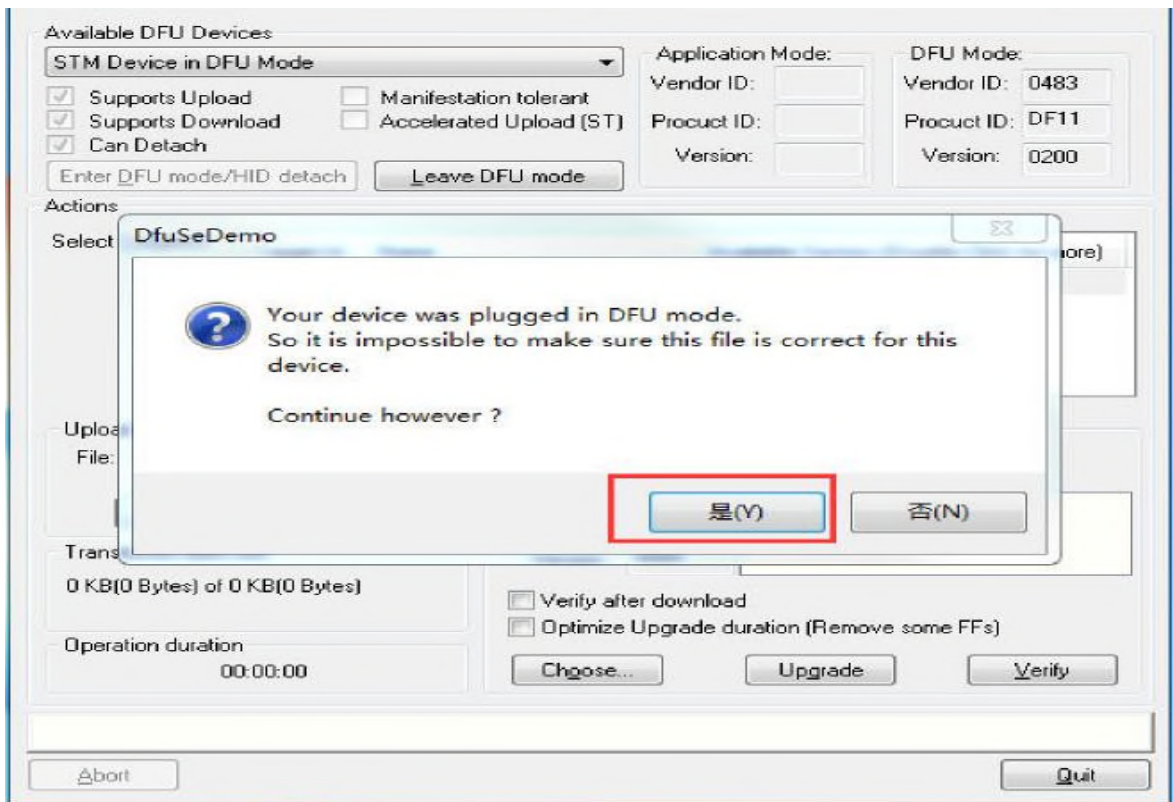 Available DFU Devices
STM Device in DFU Mode
Application Mode:
DFU Mode:
Supports Upload
Manifestation tolerant
Vendor ID:
Vendor ID: 0483
Supports Download
Accelerated Upload (ST)
Procuct ID:
Procuct ID: DF11
Can Detach
Version:
Version: 0200
Enter DFU mode/HID detach
Leave DFU mode
Actions
Select
ore)
DfuSeDemo
Your device was plugged in DFU mode.
So it is impossible to make sure this file is correct for this
device.
Continue however ?
是(Y)
否(N)
Uploa
File:
Trans
0 KB(0 Bytes) of 0 KB(0 Bytes)
Verify after download
Optimize Upgrade duration (Remove some FFs)
Operation duration
00:00:00
Choose...
Upgrade
Verify
Abort
Quit